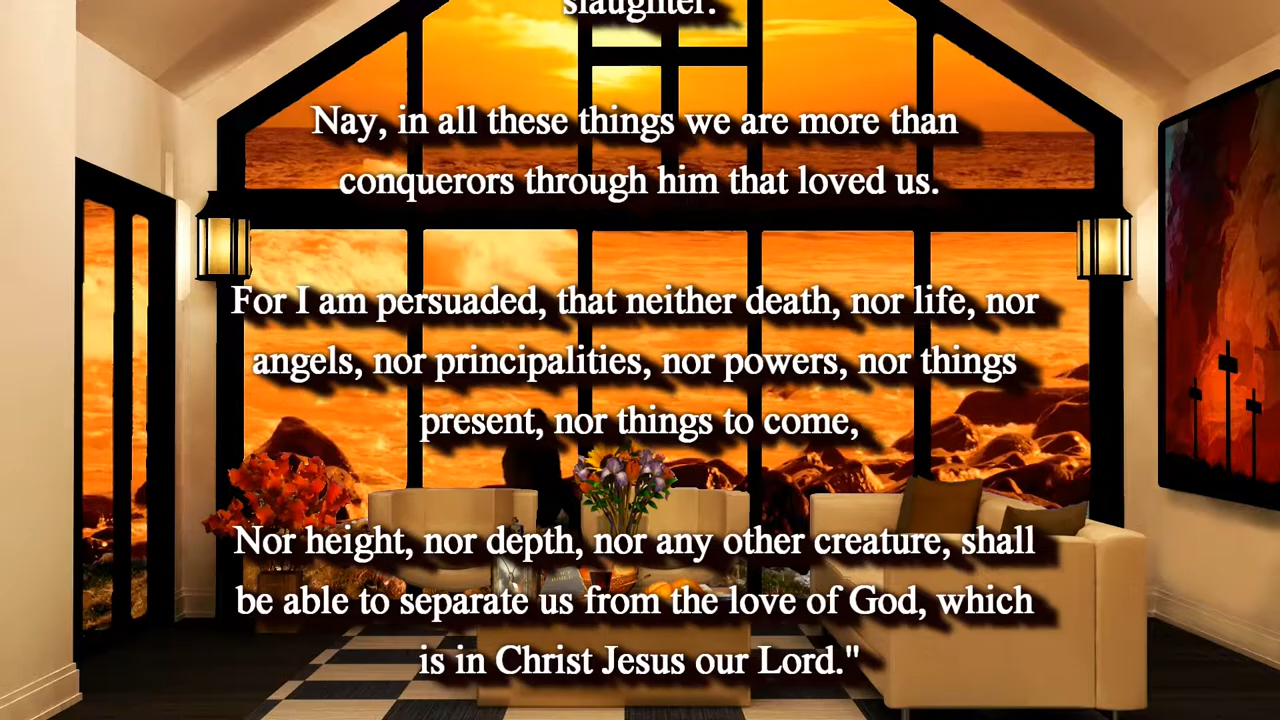 slaughter.
Nay, in all these things we are more than
conquerors through him that loved us.
For I am persuaded, that neither death, nor life, nor
angels, nor principalities, nor powers, nor things
present, nor things to come,
Nor height, nor depth, nor any other creature, shall
be able to separate us from the love of God, which
is in Christ Jesus our Lord."